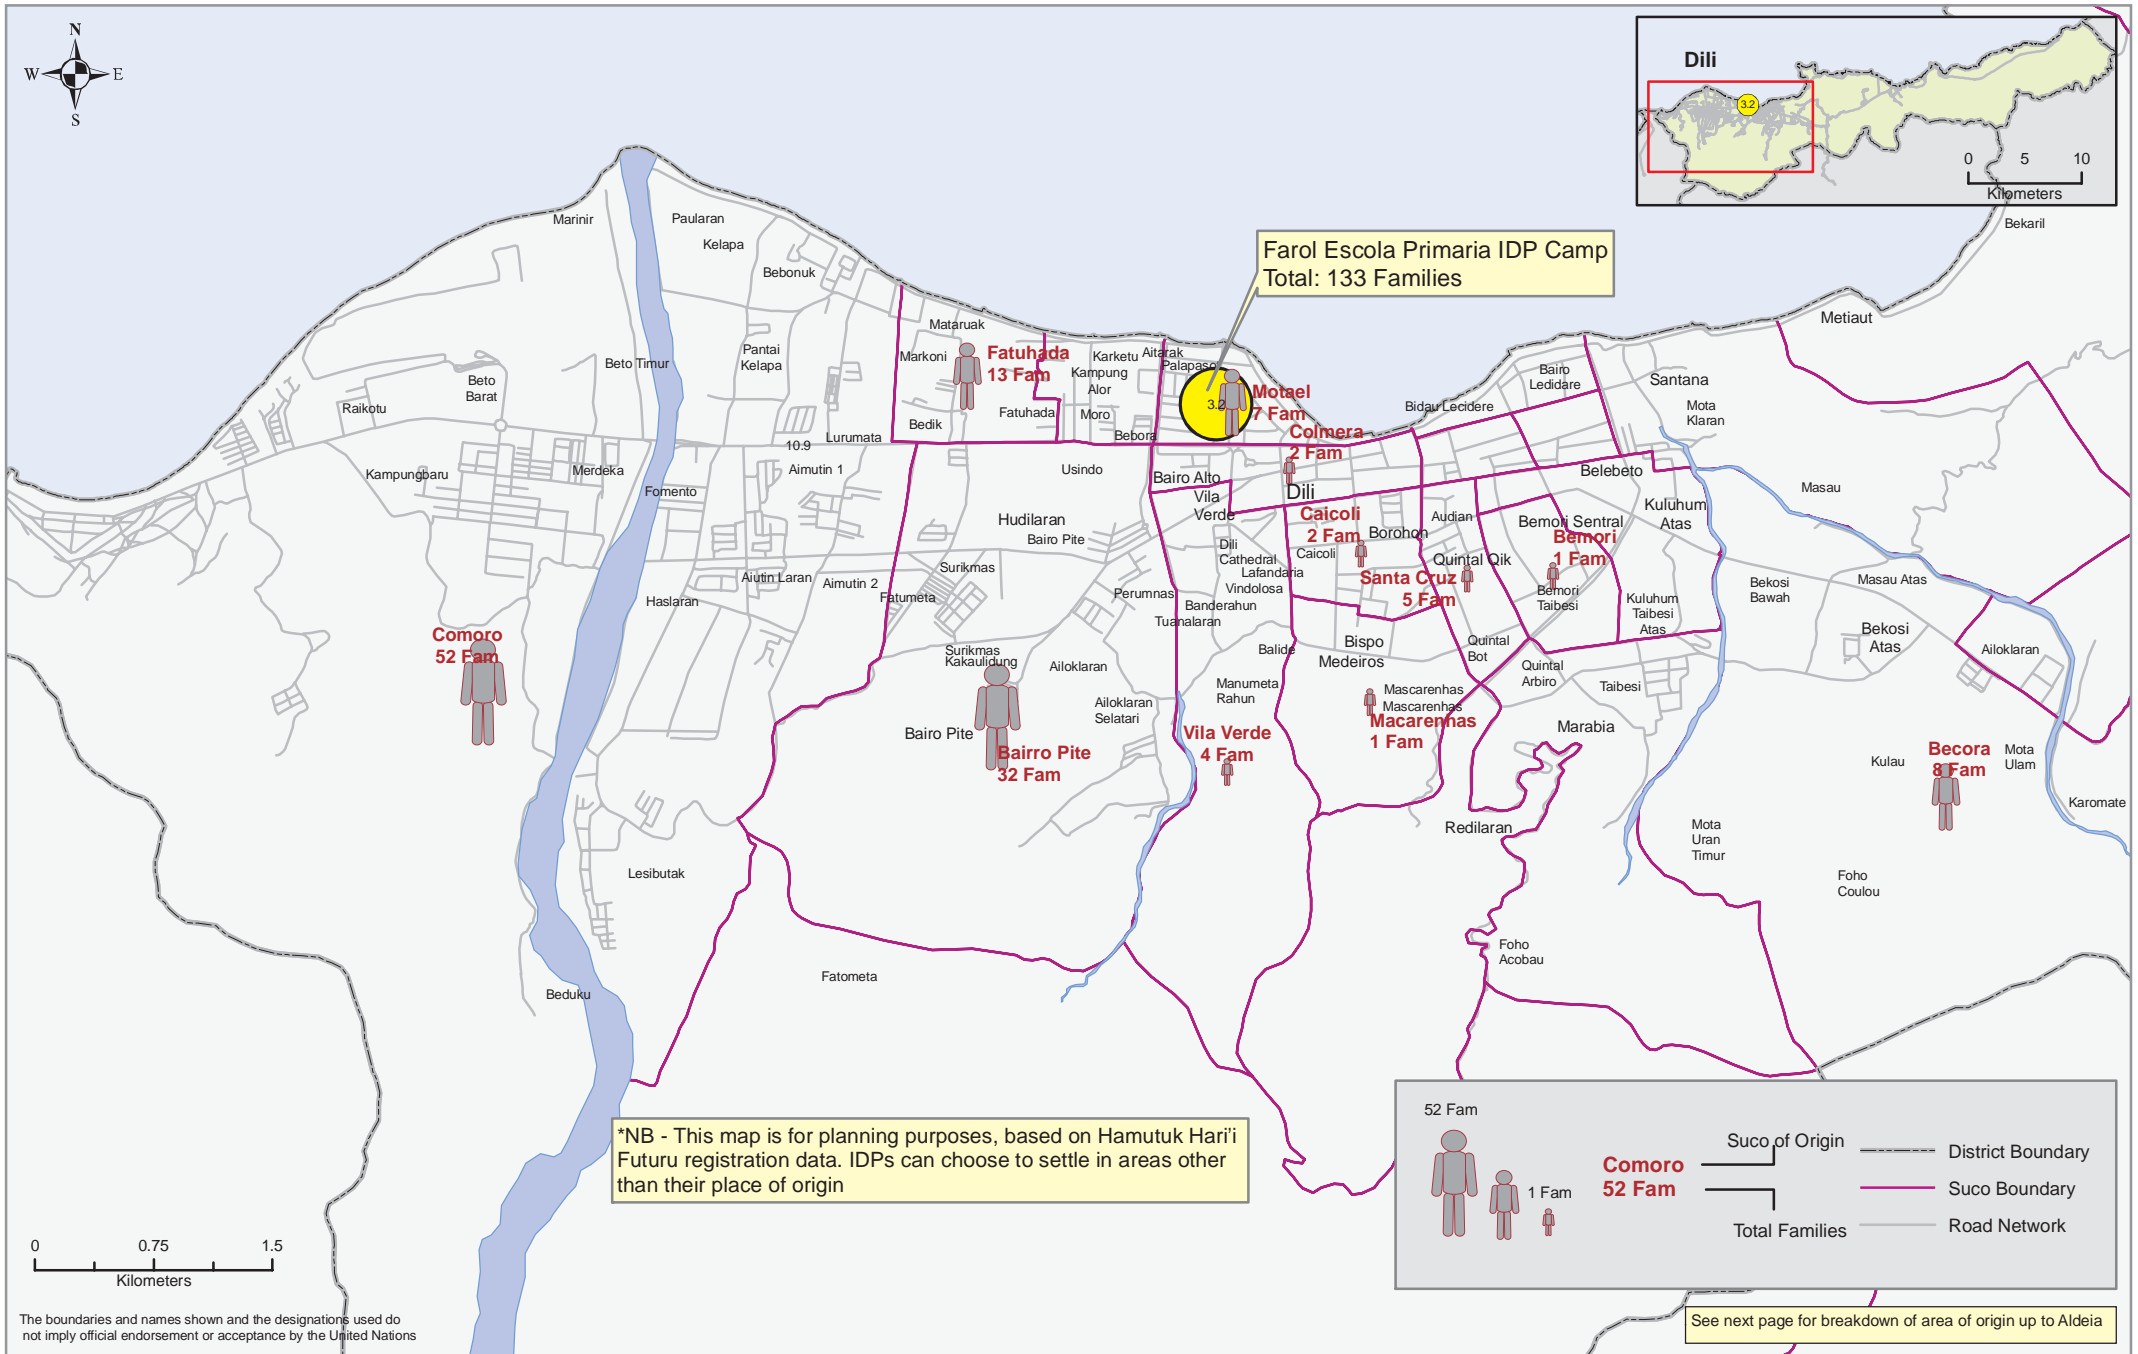 N
W
E
S
Dili
3.2
0 5 10
Kilometers
Bekaril
Marinir
Paularan
Kelapa
Bebonuk
Farol Escola Primaria IDP Camp
Total: 133 Families
Metiaut
Mataruak
Markoni
Fatuhada
13 Fam
Karketu
Kampung
Alor
Aitarak
Palapaso
3.2
Motael
7 Fam
Bairo
Ledidare
Santana
Mota
Klaran
Beto Timur
Pantai
Kelapa
Beto
Barat
Raikotu
Bedik
Fatuhada
Moro
Bebora
Bidau Lecidere
Colmera
2 Fam
10.9
Lurumata
Kampungbaru
Merdeka
Aimutin 1
Usindo
Bairo Alto
Belebeto
Fomento
Vila
Verde
Dili
Masau
Hudilaran
Bairo Pite
Caicoli
2 Fam
Borohon
Audian
Bemori Sentral
Kuluhum
Atas
Bemori
1 Fam
Dili
Cathedral
Caicoli
Lafandaria
Vindolosa
Quintal Qik
Santa Cruz
5 Fam
Bemori
Taibesi
Surikmas
Aiutin Laran
Aimutin 2
Fatumeta
Haslaran
Perumnas
Banderahun
Tuanalaran
Kuluhum
Taibesi
Atas
Bekosi
Bawah
Masau Atas
Bekosi
Atas
Ailoklaran
Comoro
52 Fam
Surikmas
Kakaulidung
Ailoklaran
Balide
Bispo
Medeiros
Quintal
Bot
Quintal
Arbiro
Taibesi
Manumeta
Rahun
Mascarenhas
Mascarenhas
Macarenhas
1 Fam
Ailoklaran
Selatari
Bairo Pite
Bairro Pite
32 Fam
Vila Verde
4 Fam
Marabia
Kulau
Becora
8 Fam
Mota
Ulam
Karomate
Redilaran
Mota
Uran
Timur
Lesibutak
Foho
Coulou
Foho
Acobau
Fatometa
Beduku
*NB - This map is for planning purposes, based on Hamutuk Hari'i
Futuru registration data. IDPs can choose to settle in areas other
than their place of origin
52 Fam
1 Fam
Comoro
52 Fam
Suco of Origin
Total Families
District Boundary
Suco Boundary
Road Network
0 0.75 1.5
Kilometers
The boundaries and names shown and the designations used do
not imply official endorsement or acceptance by the United Nations
See next page for breakdown of area of origin up to Aldeia